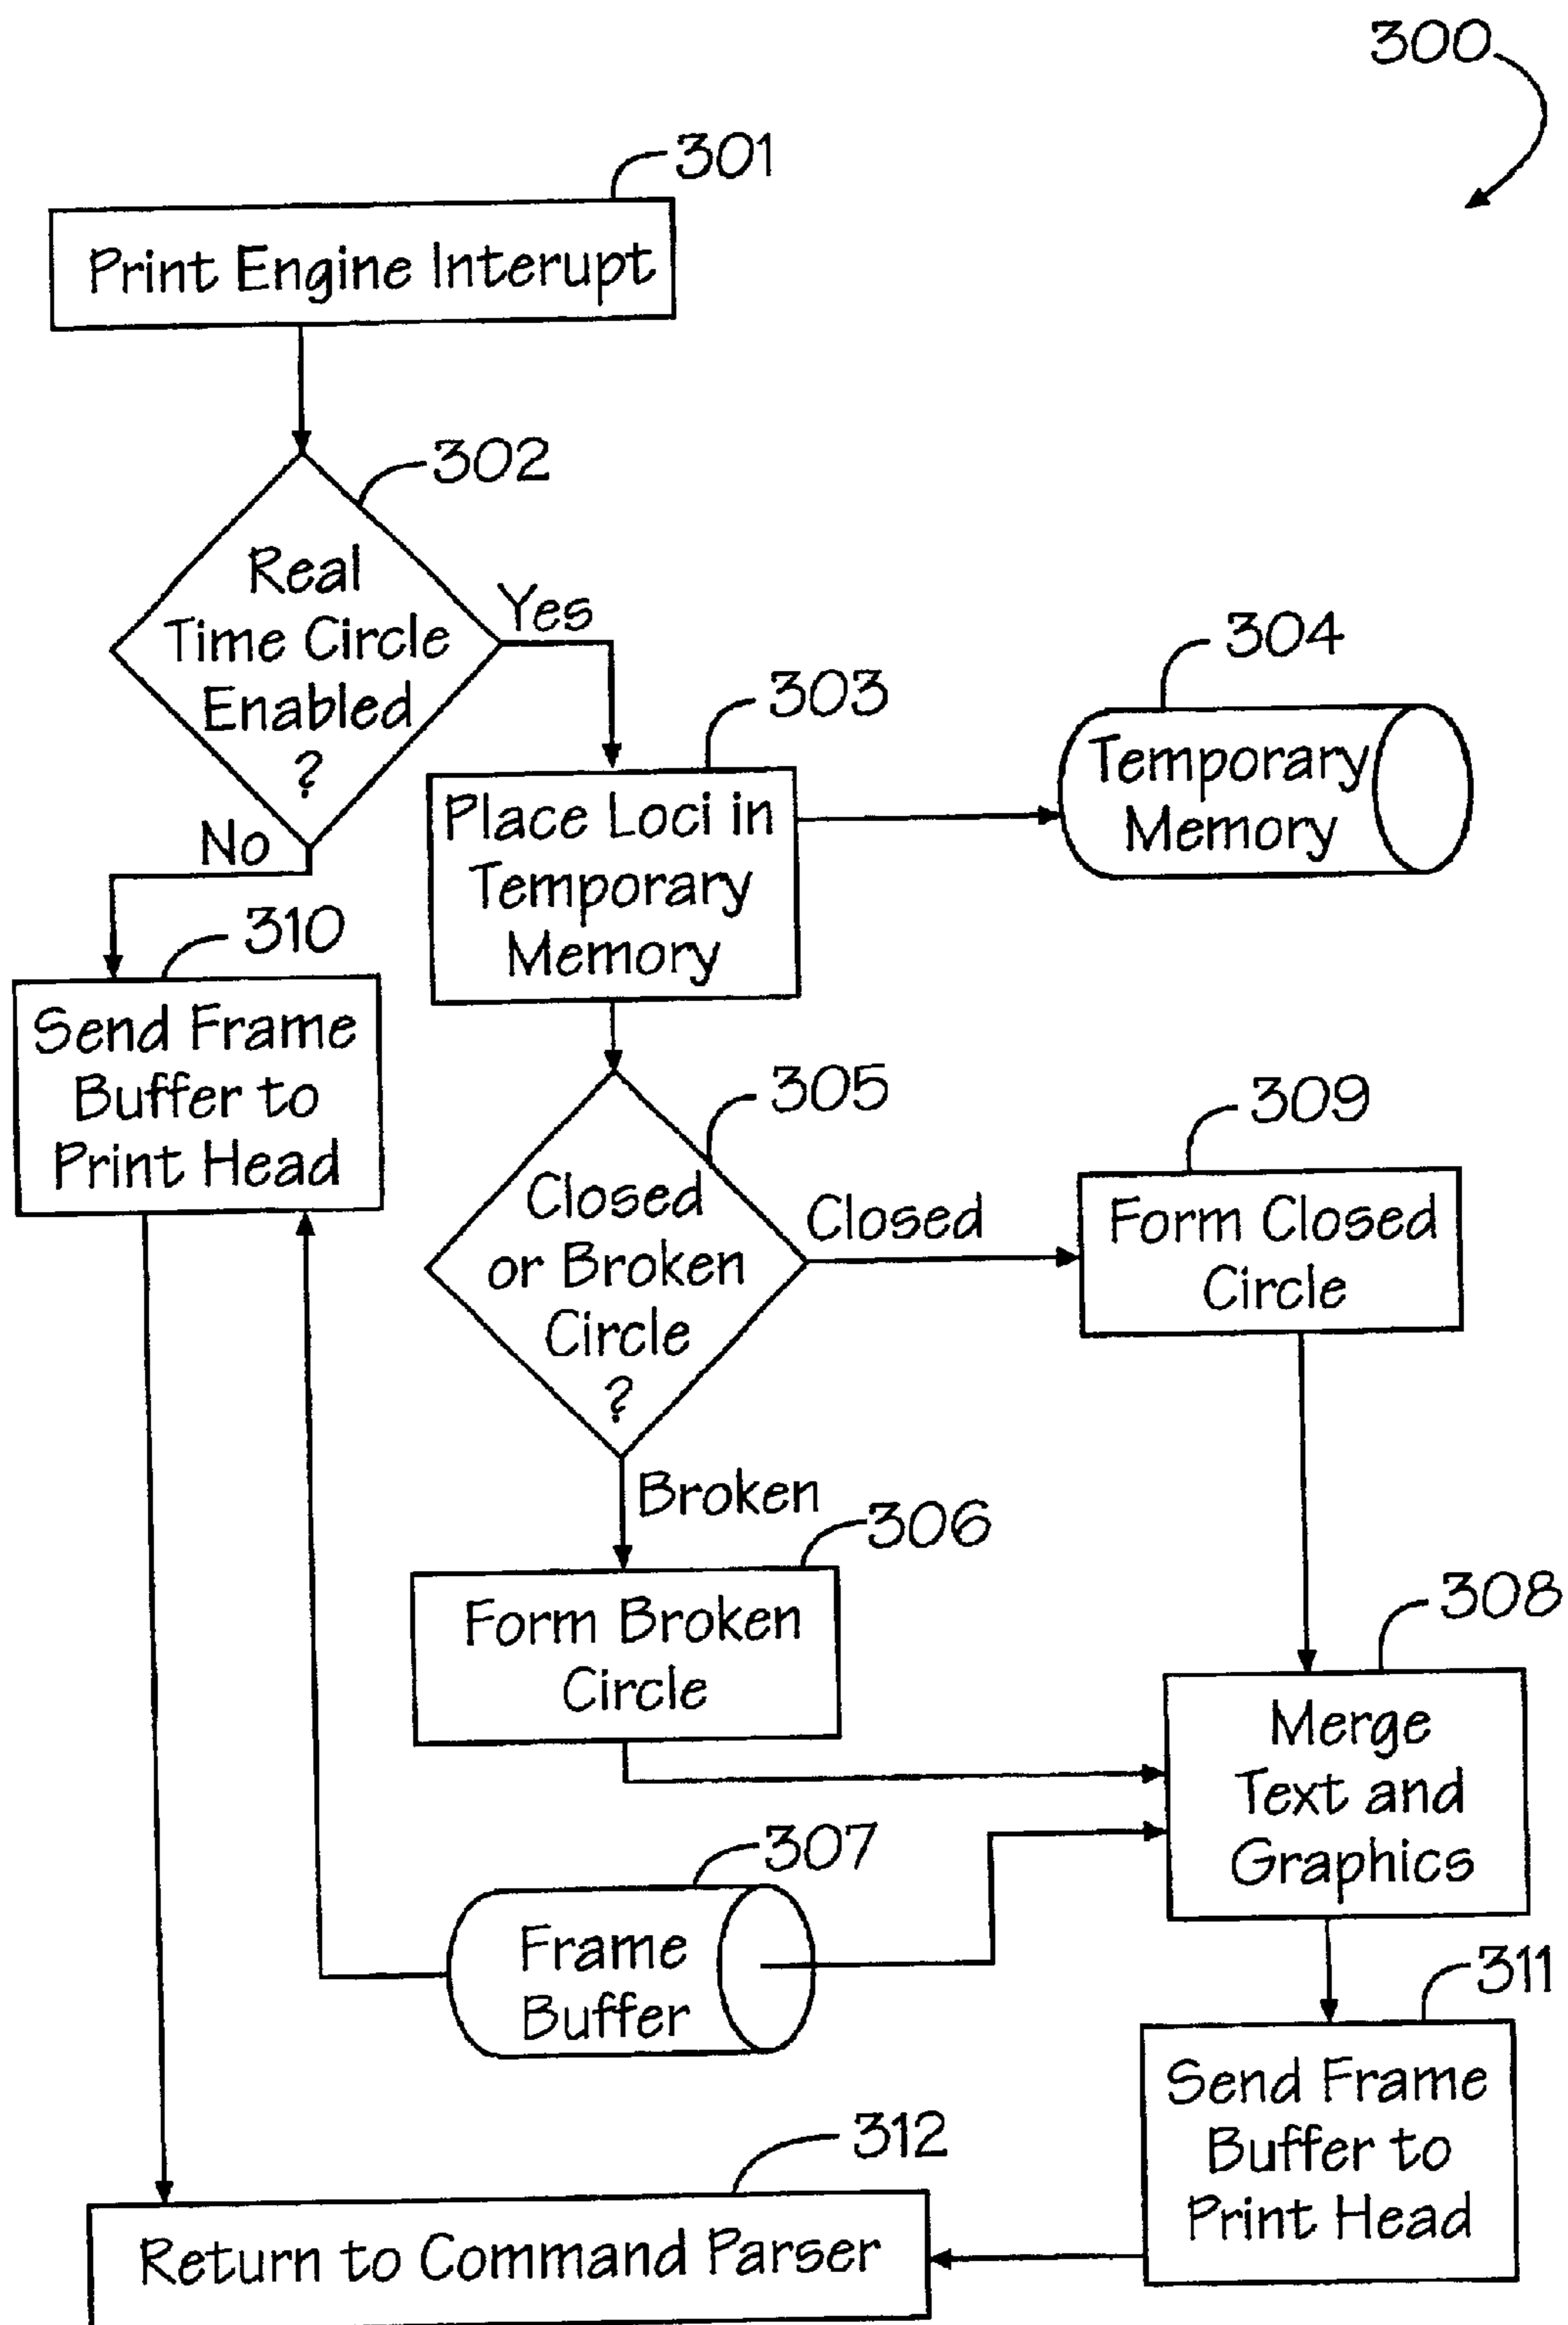 300
301
Print Engine Interupt
302
Real
Time Circle
Enabled
?
Yes
No
303
Place Loci in
Temporary
Memory
304
Temporary
Memory
310
Send Frame
Buffer to
Print Head
305
Closed
or Broken
Circle
?
Closed
309
Form Closed
Circle
Broken
306
Form Broken
Circle
308
Merge
Text and
Graphics
307
Frame
Buffer
311
Send Frame
Buffer to
Print Head
312
Return to Command Parser